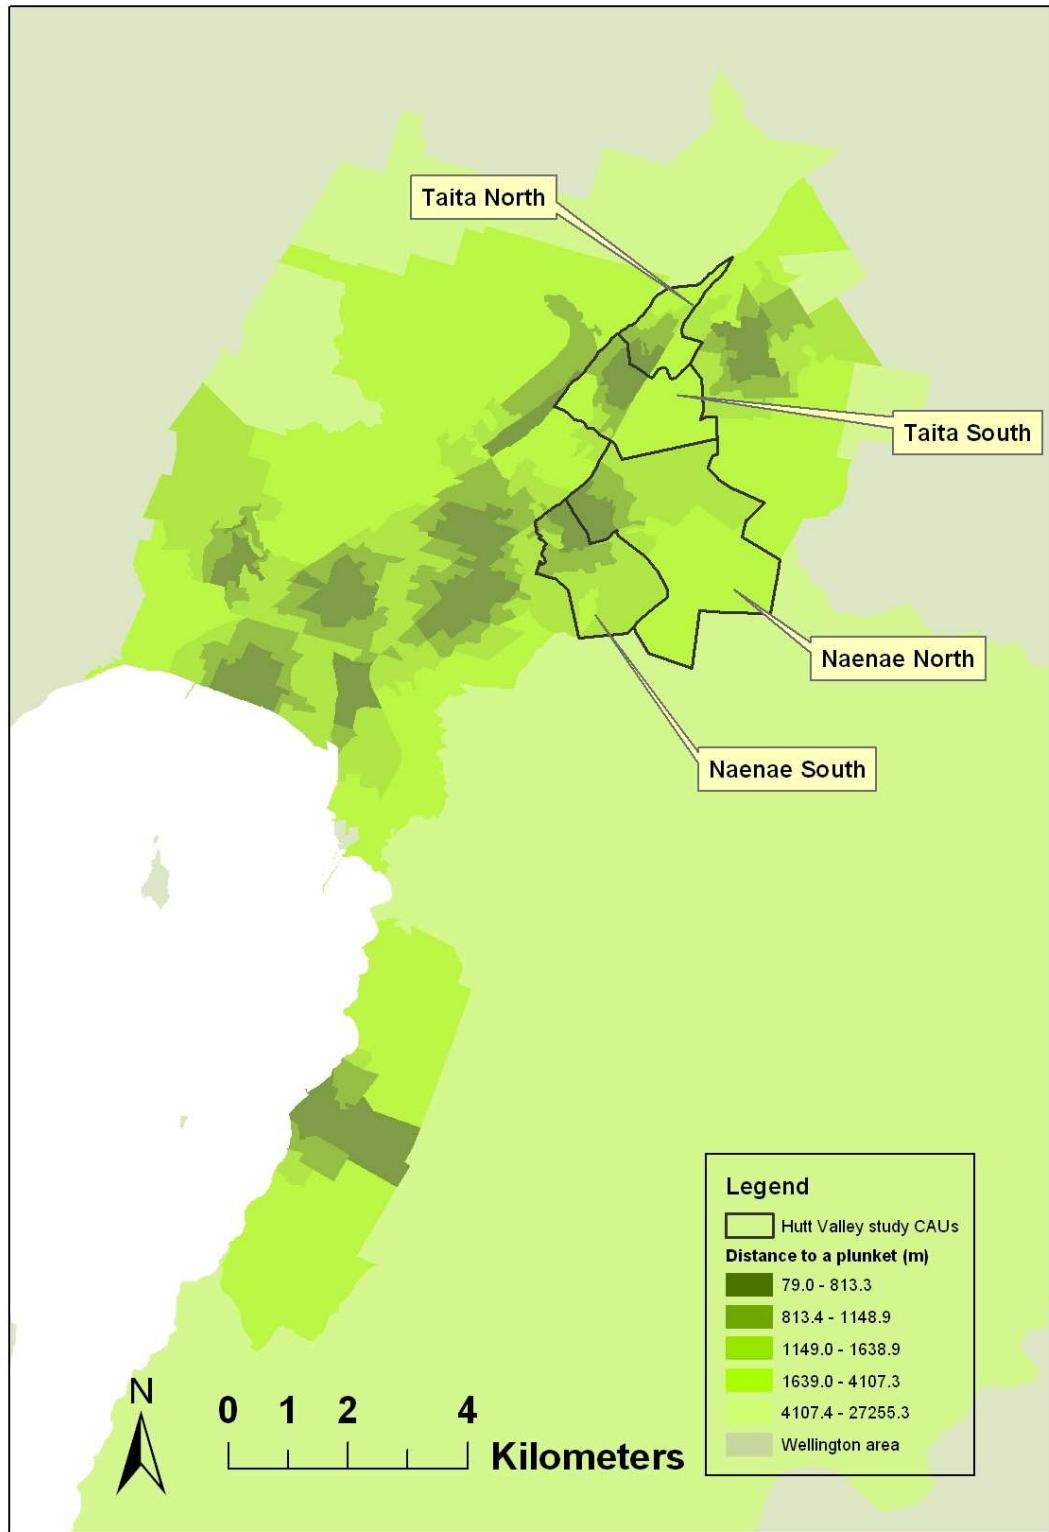 Taita North
Taita South
Naenae North
Naenae South
Legend
Hutt Valley study CAUs
Distance to a plunket (m)
79.0 - 813.3
813.4 - 1148.9
1149.0 - 1638.9
1639.0 - 4107.3
4107.4 - 27255.3
Wellington area
N
0 1 2 4
Kilometers